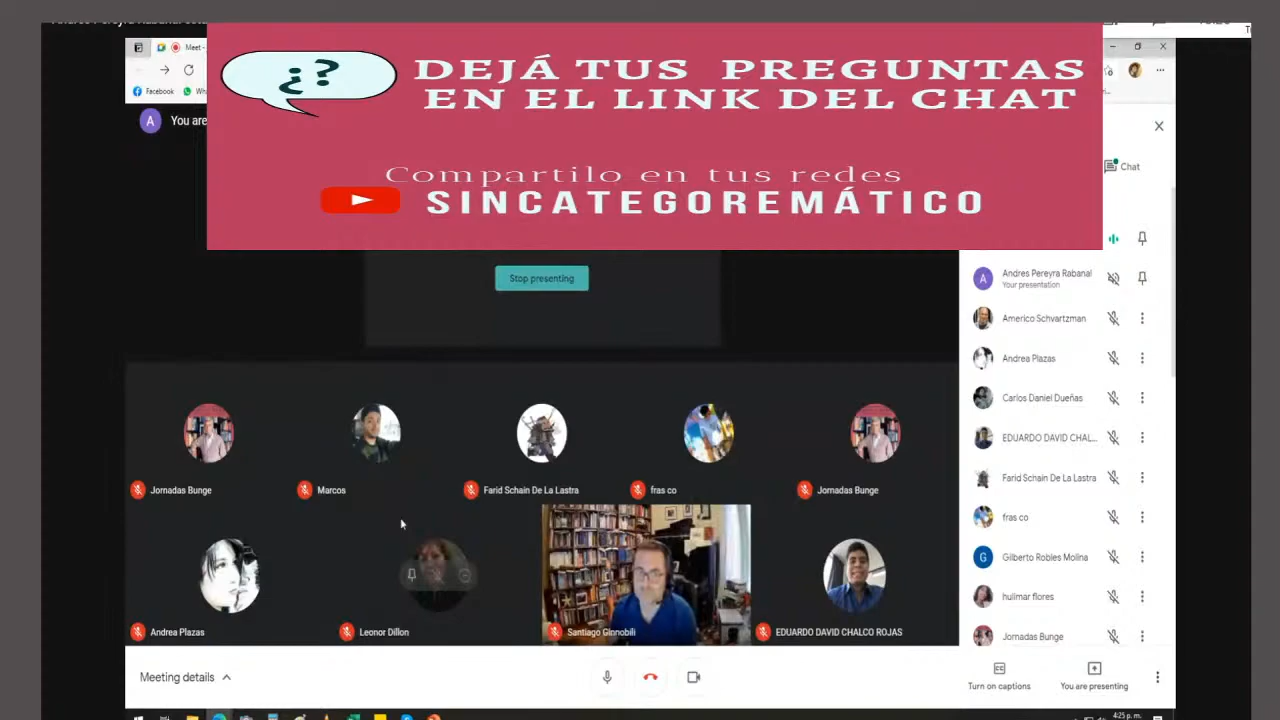 ¿?
DEJÁ TUS PREGUNTAS
EN EL LINK DEL CHAT
Compartilo en tus redes
SINCATEGOREMÁTICO
Meet -
Facebook
A
You are
Chat
Stop presenting
A
Andres Pereyra Rabanal
Your presentation
Americo Schvartzman
Andrea Plazas
Carlos Daniel Dueñas
EDUARDO DAVID CHAL...
Farid Schain De La Lastra
fras co
G
Gilberto Robles Molina
hulimar flores
Jornadas Bunge
Jornadas Bunge
Marcos
Farid Schain De La Lastra
fras co
Jornadas Bunge
Andrea Plazas
Leonor Dillon
Santiago Ginnobili
EDUARDO DAVID CHALCO ROJAS
Meeting details
Turn on captions
You are presenting
4:25 p. m.